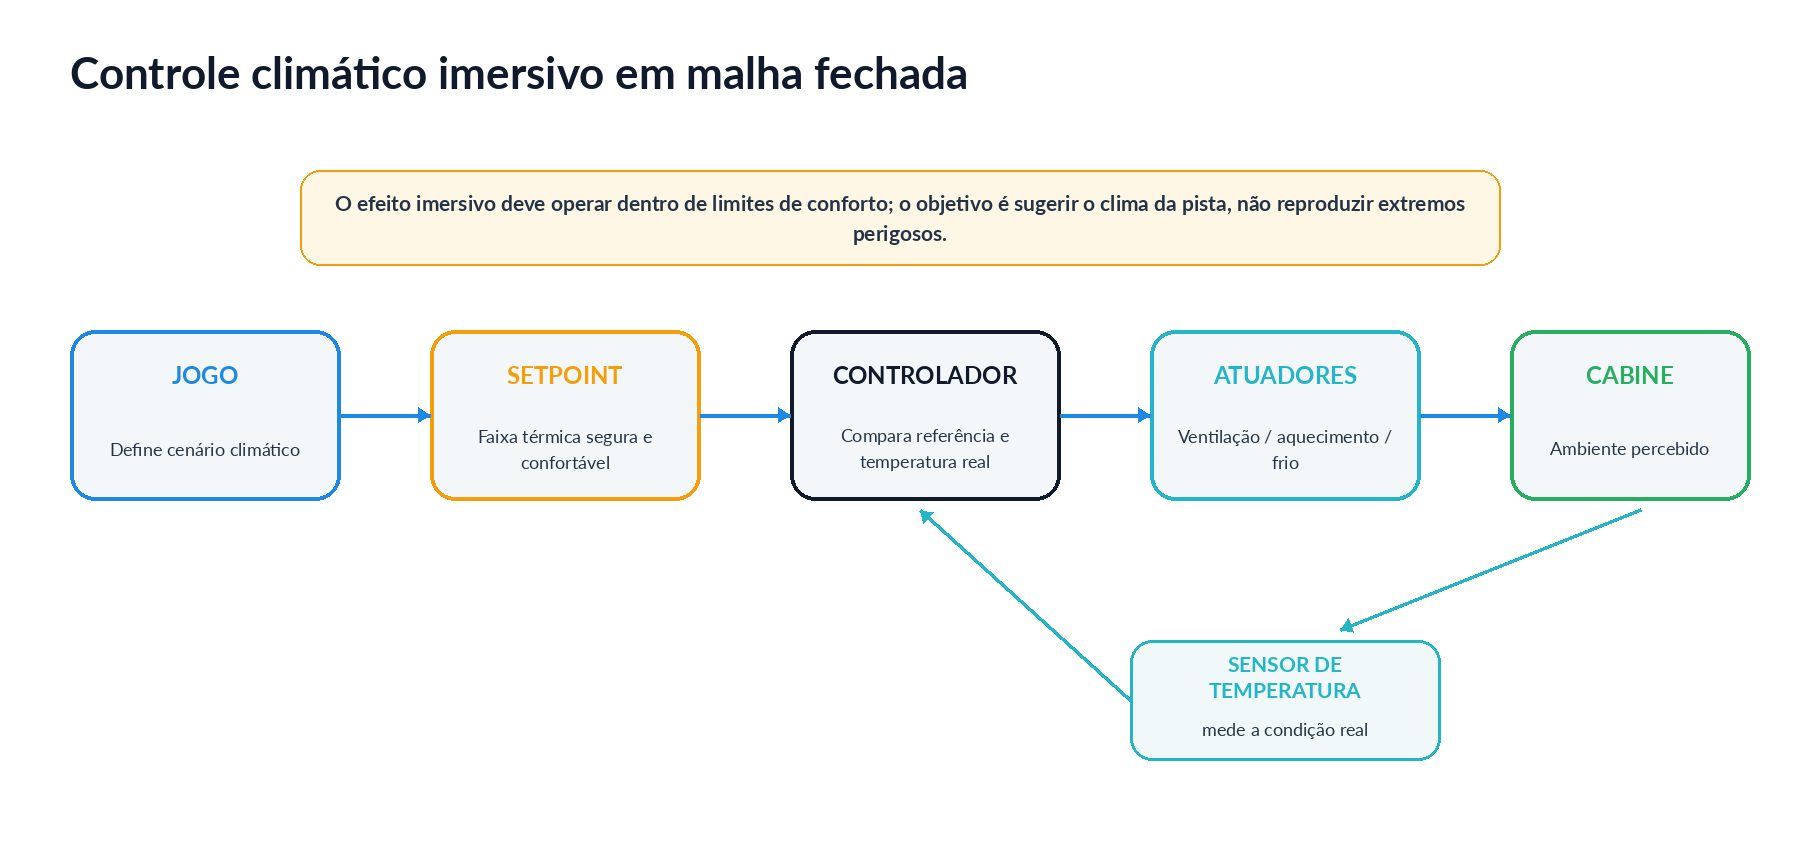 Controle climático imersivo em malha fechada
O efeito imersivo deve operar dentro de limites de conforto; o objetivo é sugerir o clima da pista, não reproduzir extremos
perigosos.
JOGO
Define cenário climático
SETPOINT
Faixa térmica segura e
confortável
CONTROLADOR
Compara referência e
temperatura real
ATUADORES
Ventilação / aquecimento /
frio
CABINE
Ambiente percebido
SENSOR DE
TEMPERATURA
mede a condição real